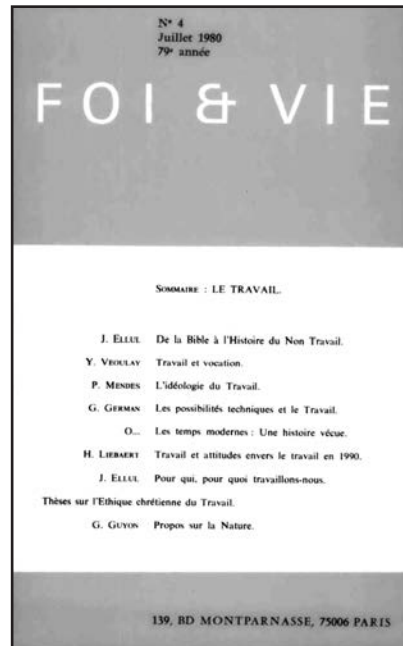 Nº 4
Juillet 1980
79e année
FOI & VIE
SOMMAIRE : LE TRAVAIL.
J. ELLUL De la Bible à l'Histoire du Non Travail.
Y. VEOULAY Travail et vocation.
P. MENDES L'idéologie du Travail.
G. GERMAN Les possibilités techniques et le Travail.
O... Les temps modernes : Une histoire vécue.
H. LIEBAERT Travail et attitudes envers le travail en 1990.
J. ELLUL Pour qui, pour quoi travaillons-nous.
Thèses sur l'Ethique chrétienne du Travail.
G. GUYON Propos sur la Nature.
139, BD MONTPARNASSE, 75006 PARIS